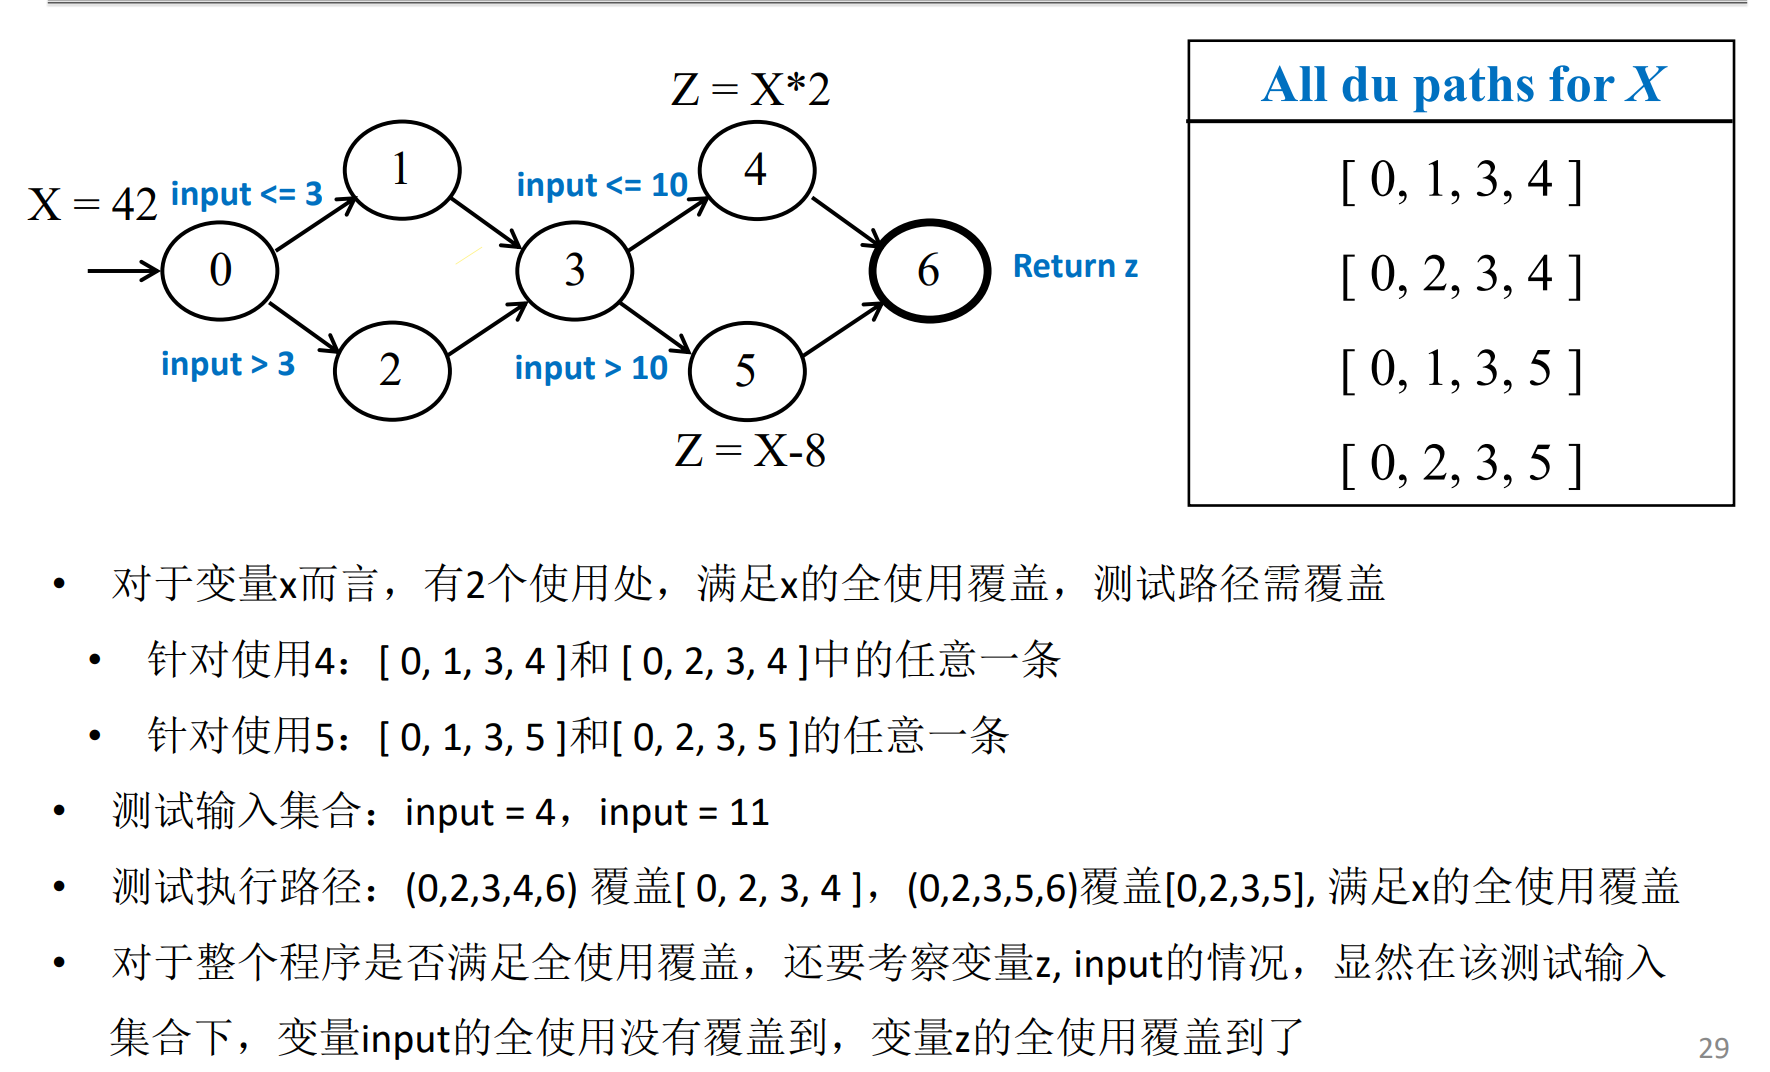 Z = X*2
All du paths for X
1
4
X = 42
input <= 3
input <= 10
[ 0, 1, 3, 4 ]
0
3
6
Return z
[ 0, 2, 3, 4 ]
input > 3
2
input > 10
5
[ 0, 1, 3, 5 ]
Z = X-8
[ 0, 2, 3, 5 ]
• 对于变量x而言，有2个使用处，满足x的全使用覆盖，测试路径需覆盖
• 针对使用4：[ 0, 1, 3, 4 ]和 [ 0, 2, 3, 4 ]中的任意一条
• 针对使用5：[ 0, 1, 3, 5 ]和[ 0, 2, 3, 5 ]的任意一条
• 测试输入集合：input = 4，input = 11
• 测试执行路径：(0,2,3,4,6) 覆盖[ 0, 2, 3, 4 ]，(0,2,3,5,6)覆盖[0,2,3,5], 满足x的全使用覆盖
• 对于整个程序是否满足全使用覆盖，还要考察变量z, input的情况，显然在该测试输入
集合下，变量input的全使用没有覆盖到，变量z的全使用覆盖到了
29